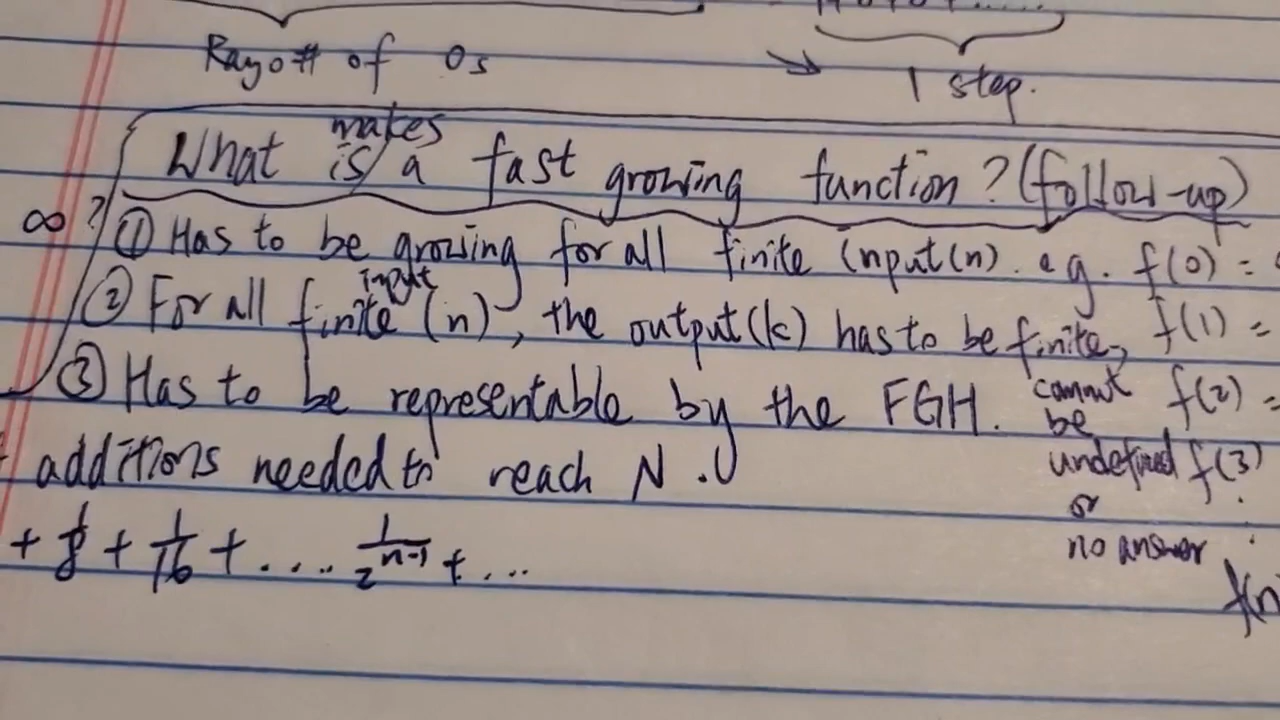 Rayo# of 0s
1 step.
What is/ makes a fast growing function? (follow-up)
∞? ① Has to be growing for all finite input(n). e.g. f(0) =
② For all finite input (n), the output(k) has to be finite, f(1) =
③ Has to be representable by the FGH. cannot be undefined or no answer
f(2) =
f(3)
additions needed to reach N.
+ 1/8 + 1/16 + .... 1/2^n-1 + ...
f(n